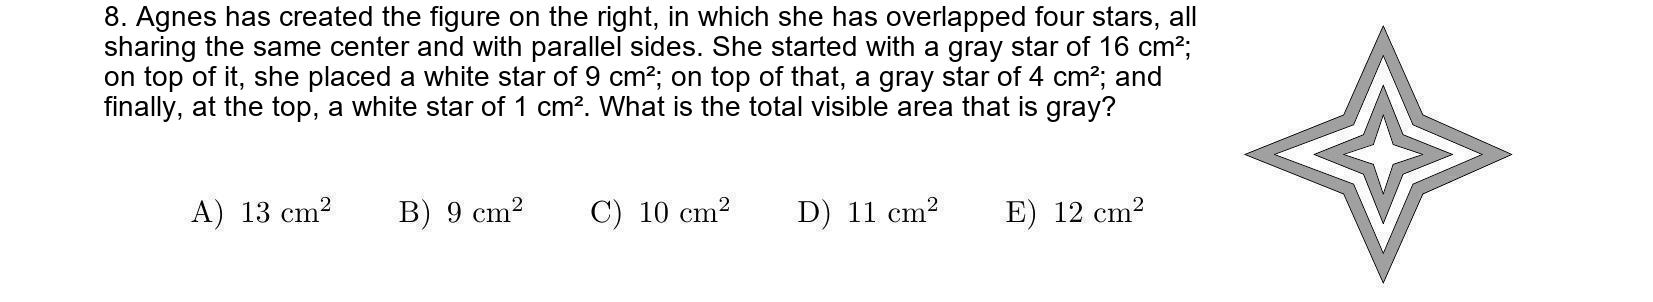 8. Agnes has created the figure on the right, in which she has overlapped four stars, all
sharing the same center and with parallel sides. She started with a gray star of 16 cm²;
on top of it, she placed a white star of 9 cm²; on top of that, a gray star of 4 cm²; and
finally, at the top, a white star of 1 cm². What is the total visible area that is gray?
A) 13 cm² B) 9 cm² C) 10 cm² D) 11 cm² E) 12 cm²